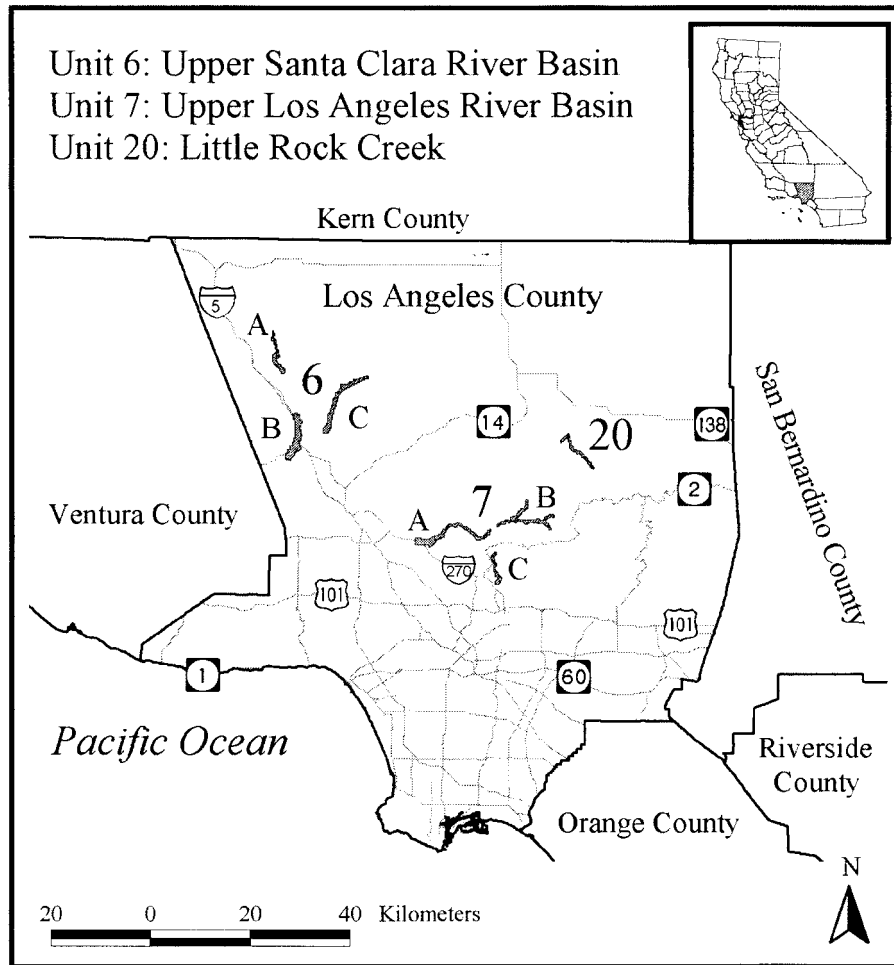 Unit 6: Upper Santa Clara River Basin
Unit 7: Upper Los Angeles River Basin
Unit 20: Little Rock Creek
Kern County
Los Angeles County
5
A
6
C
B
14
138
20
2
San Bernardino County
Ventura County
7
B
A
270
C
101
101
1
60
Pacific Ocean
Riverside
County
Orange County
N
20 0 20 40 Kilometers